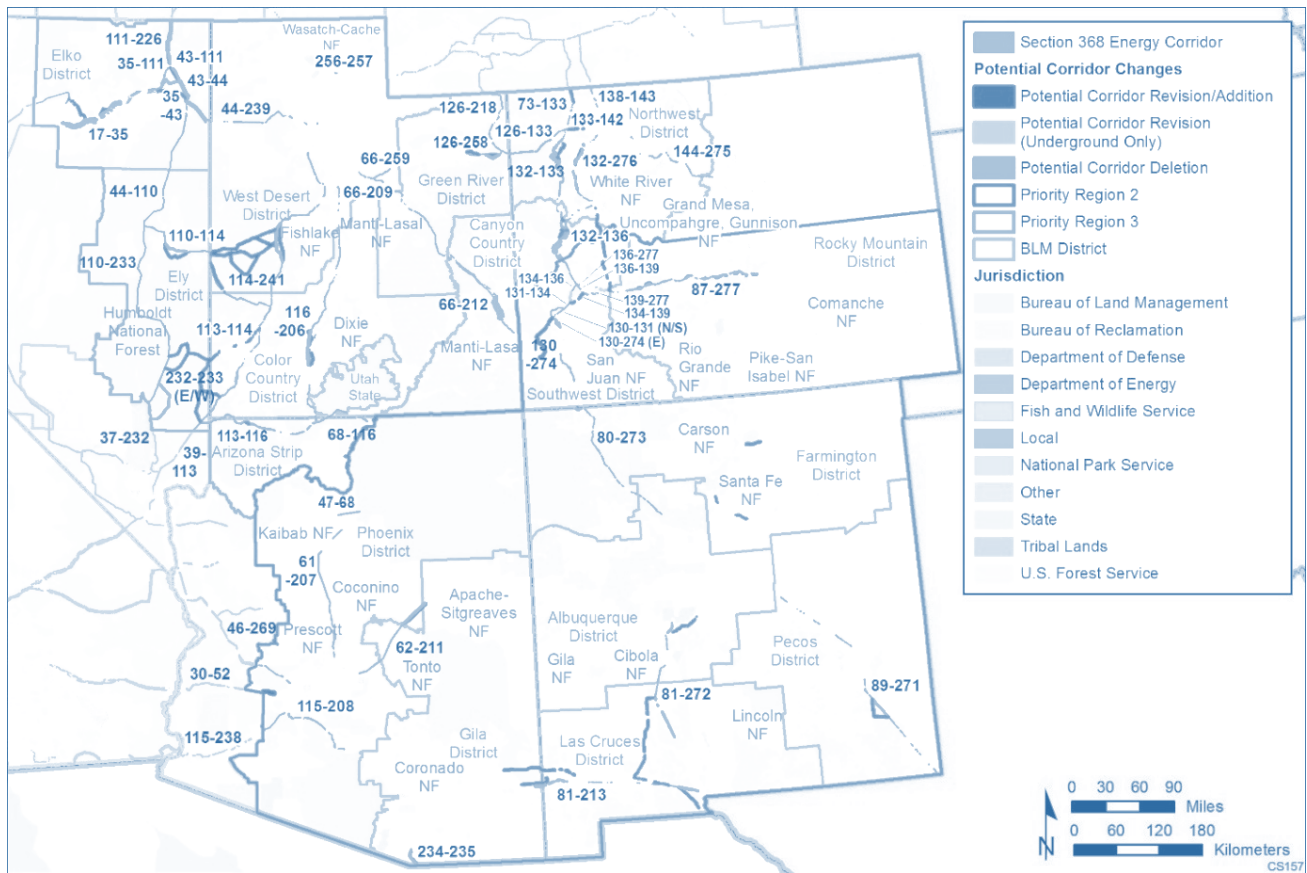 Wasatch-Cache
NF
256-257
Elko
District
111-226
35-111
43-111
43-44
35
-43
17-35
44-239
126-218
73-133
138-143
133-142
Northwest
District
126-133
126-258
132-133
132-276
144-275
White River
NF
66-259
66-209
Green River
District
44-110
West Desert
District
Fishlake
NF
Manti-Lasal
NF
Canyon
Country
District
Grand Mesa,
Uncompahgre, Gunnison
NF
110-114
132-136
Rocky Mountain
District
136-277
136-139
110-233
Ely
District
114-241
134-136
131-134
87-277
139-277
134-139
130-131 (N/S)
130-274 (E)
Comanche
NF
Humboldt
National
Forest
113-114
116
-206
Dixie
NF
66-212
Manti-Lasal
NF
130
-274
San
Juan NF
Rio
Grande
NF
Pike-San
Isabel NF
Southwest District
Color
Country
District
Utah
State
232-233
(E/W)
37-232
39-
113
113-116
Arizona Strip
District
68-116
80-273
Carson
NF
Farmington
District
Santa Fe
NF
47-68
Kaibab NF
Phoenix
District
61
-207
Coconino
NF
Apache-
Sitgreaves
NF
Albuquerque
District
46-269
Prescott
NF
62-211
Tonto
NF
Gila
NF
Cibola
NF
Pecos
District
30-52
89-271
81-272
115-208
Lincoln
NF
115-238
Gila
District
Las Cruces
District
Coronado
NF
81-213
234-235
Section 368 Energy Corridor
Potential Corridor Changes
Potential Corridor Revision/Addition
Potential Corridor Revision
(Underground Only)
Potential Corridor Deletion
Priority Region 2
Priority Region 3
BLM District
Jurisdiction
Bureau of Land Management
Bureau of Reclamation
Department of Defense
Department of Energy
Fish and Wildlife Service
Local
National Park Service
Other
State
Tribal Lands
U.S. Forest Service
0 30 60 90
Miles
0 60 120 180
Kilometers
N
CS157